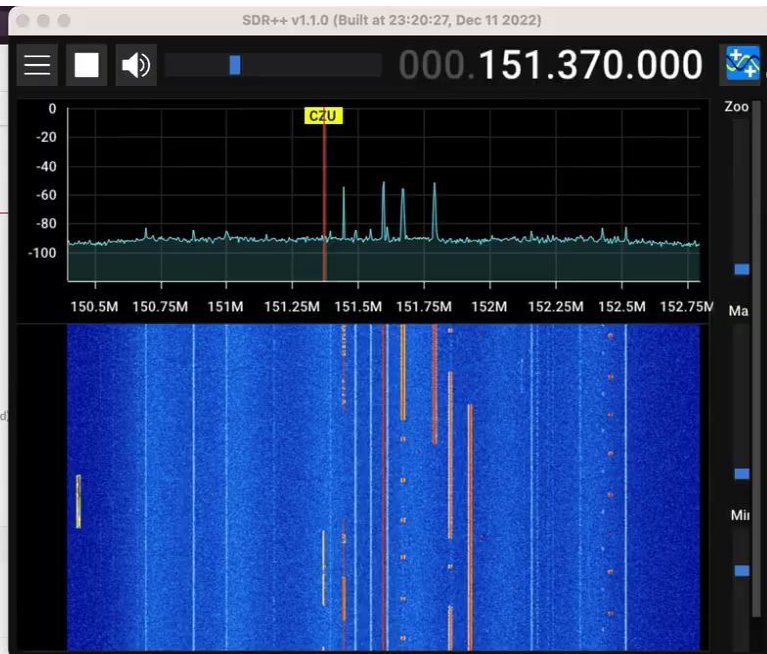 SDR++ v1.1.0 (Built at 23:20:27, Dec 11 2022)
000.151.370.000
Zoo
0
CZU
-20
-40
-60
-80
-100
150.5M 150.75M 151M 151.25M 151.5M 151.75M 152M 152.25M 152.5M 152.75M
Ma
d)
Mi